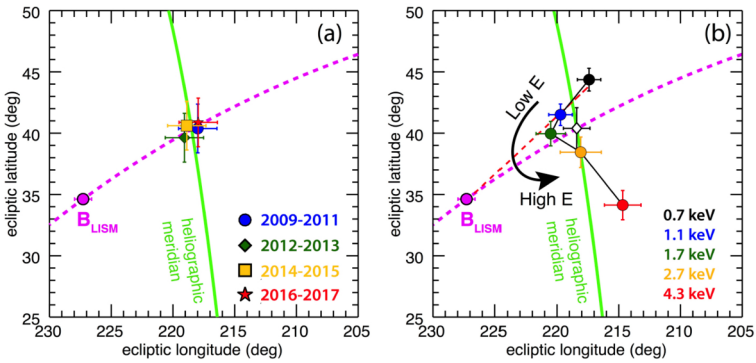 (a)
50
45
40
35
30
25
ecliptic latitude (deg)
B LISM
heliographic
meridian
2009-2011
2012-2013
2014-2015
2016-2017
230
225
220
215
210
205
ecliptic longitude (deg)
(b)
50
45
40
35
30
25
ecliptic latitude (deg)
Low E
High E
B LISM
heliographic
meridian
0.7 keV
1.1 keV
1.7 keV
2.7 keV
4.3 keV
230
225
220
215
210
205
ecliptic longitude (deg)